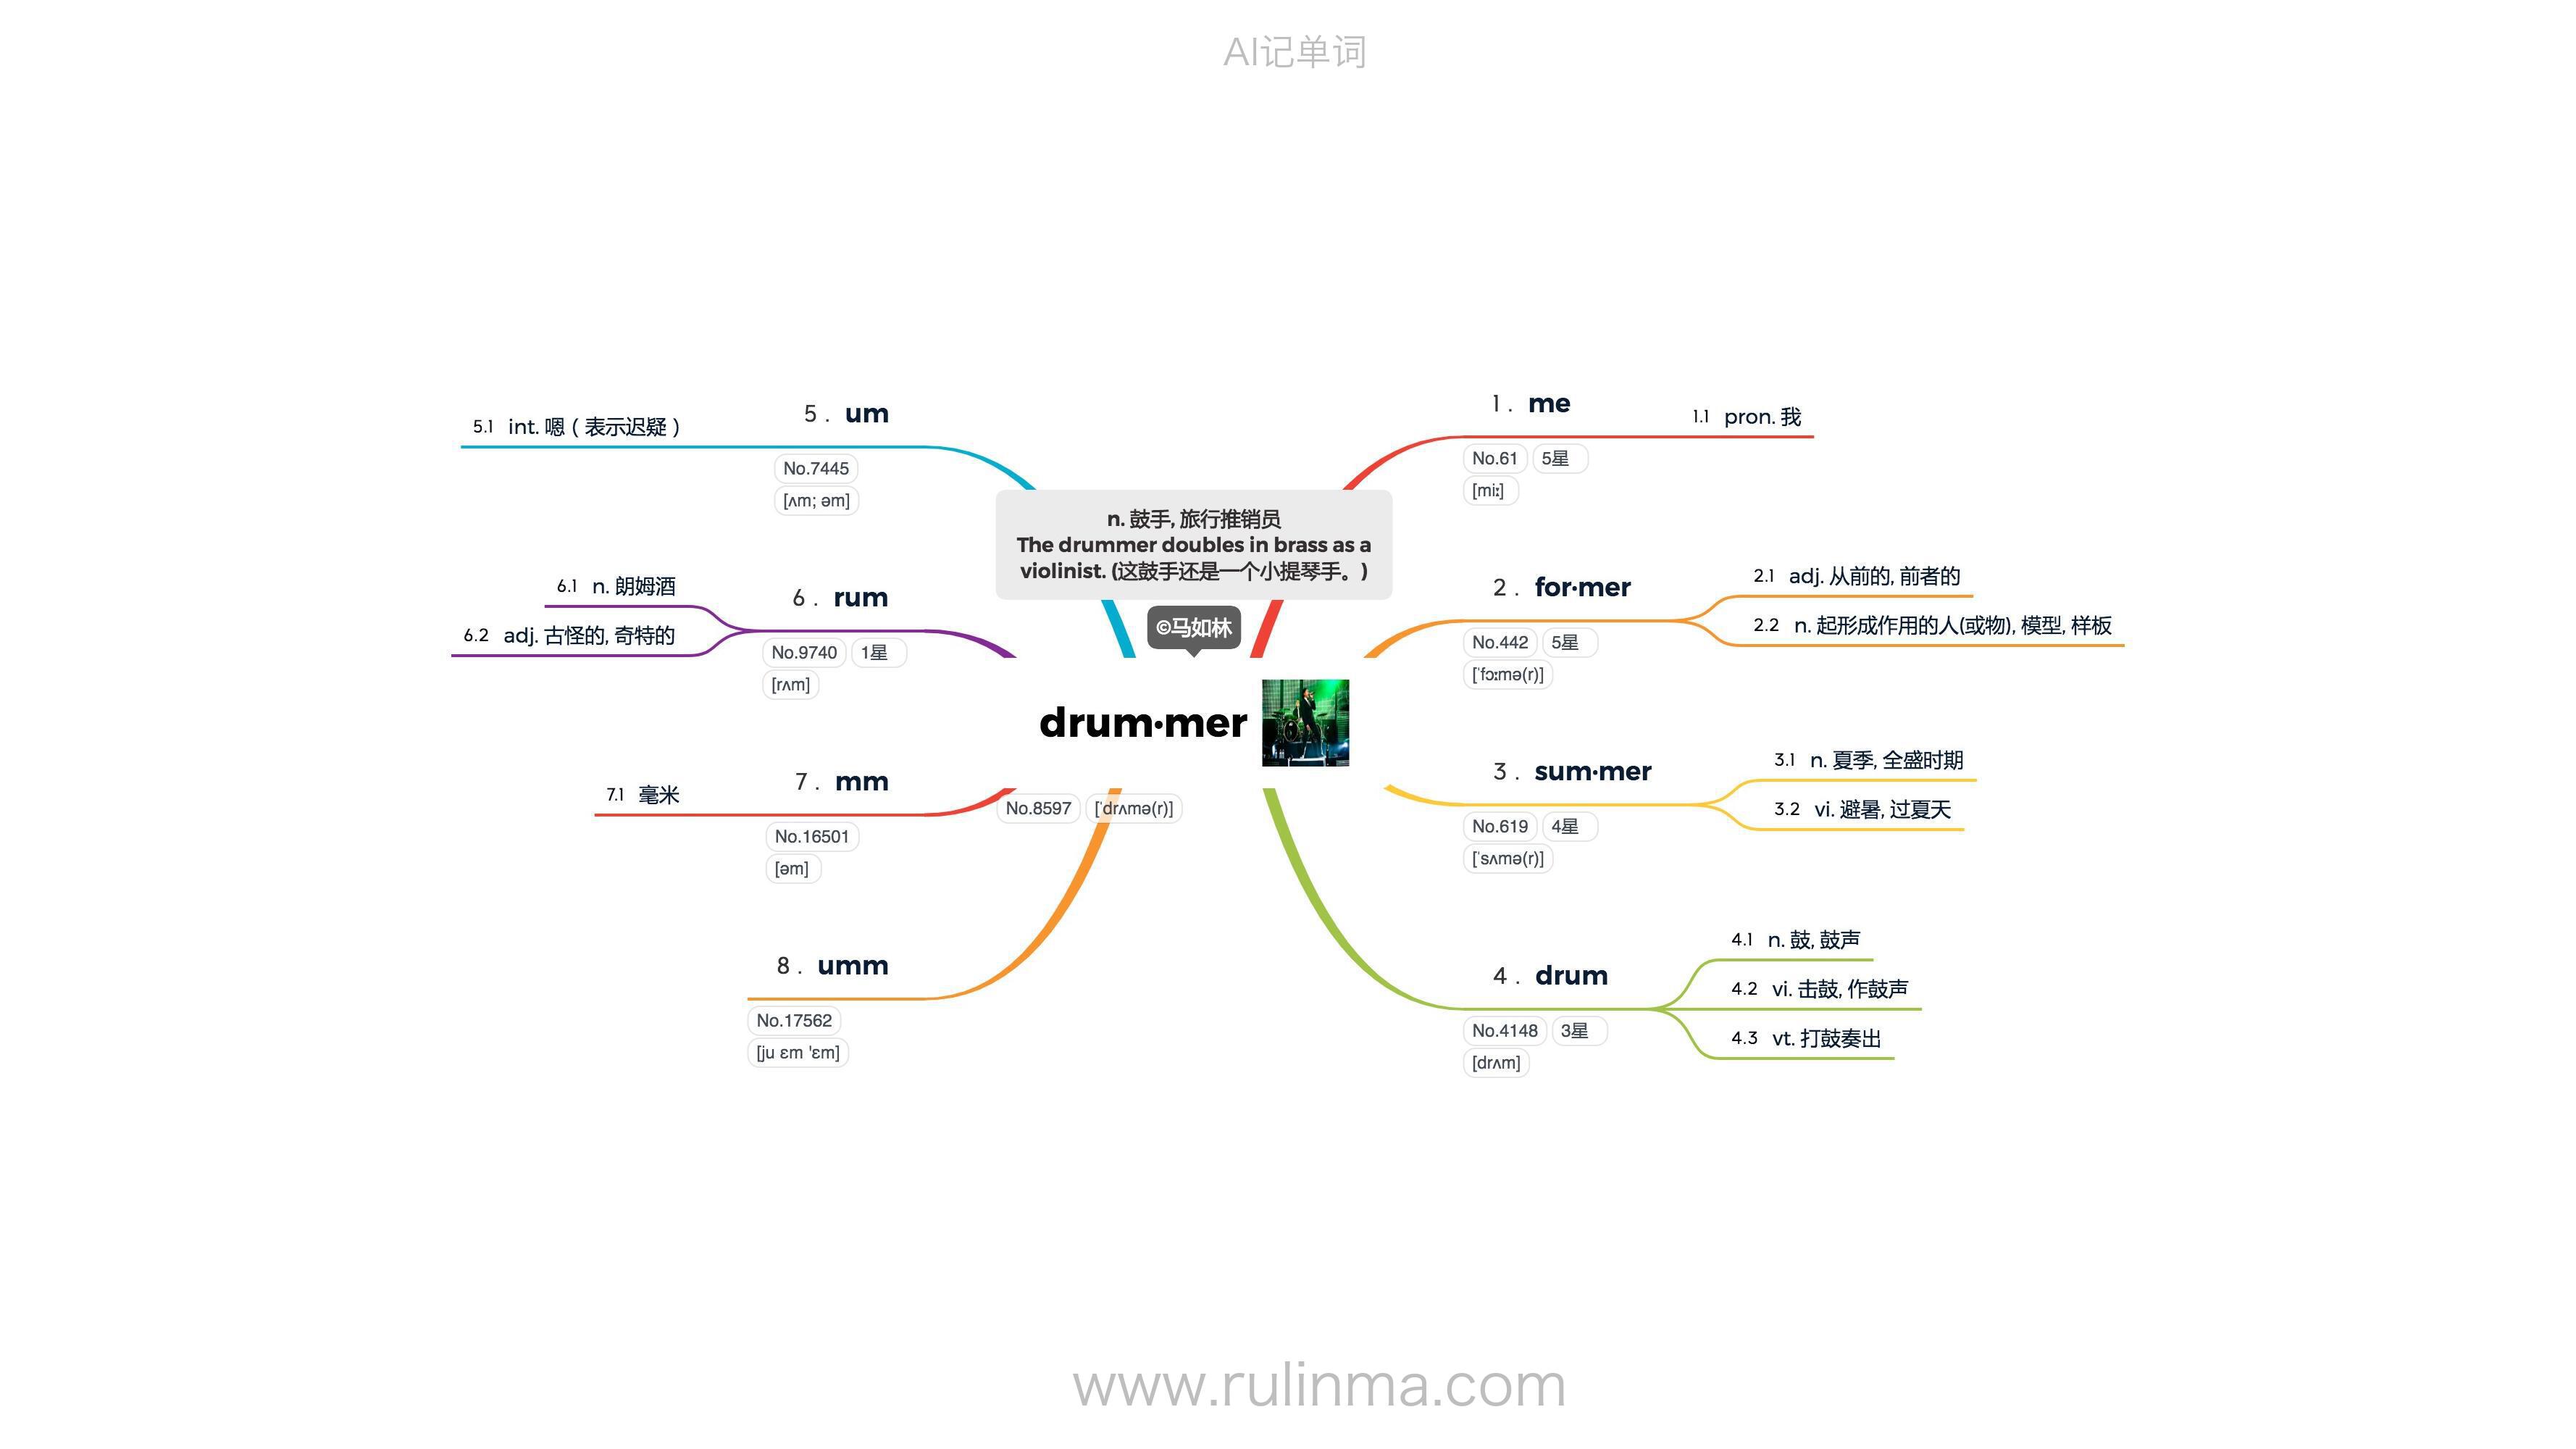 AI记单词
n. 鼓手, 旅行推销员
The drummer doubles in brass as a
violinist. (这鼓手还是一个小提琴手。)
©马如林
drum·mer
No.8597 [ˈdrʌmə(r)]
1. me
No.61 5星
[miː]
1.1 pron. 我
2. for·mer
No.442 5星
[ˈfɔːmə(r)]
2.1 adj. 从前的, 前者的
2.2 n. 起形成作用的人(或物), 模型, 样板
3. sum·mer
No.619 4星
[ˈsʌmə(r)]
3.1 n. 夏季, 全盛时期
3.2 vi. 避暑, 过夏天
4. drum
No.4148 3星
[drʌm]
4.1 n. 鼓, 鼓声
4.2 vi. 击鼓, 作鼓声
4.3 vt. 打鼓奏出
5. um
No.7445
[ʌm; əm]
5.1 int. 嗯（表示迟疑）
6. rum
No.9740 1星
[rʌm]
6.1 n. 朗姆酒
6.2 adj. 古怪的, 奇特的
7. mm
No.16501
[əm]
7.1 毫米
8. umm
No.17562
[ju ɛm 'ɛm]
www.rulinma.com